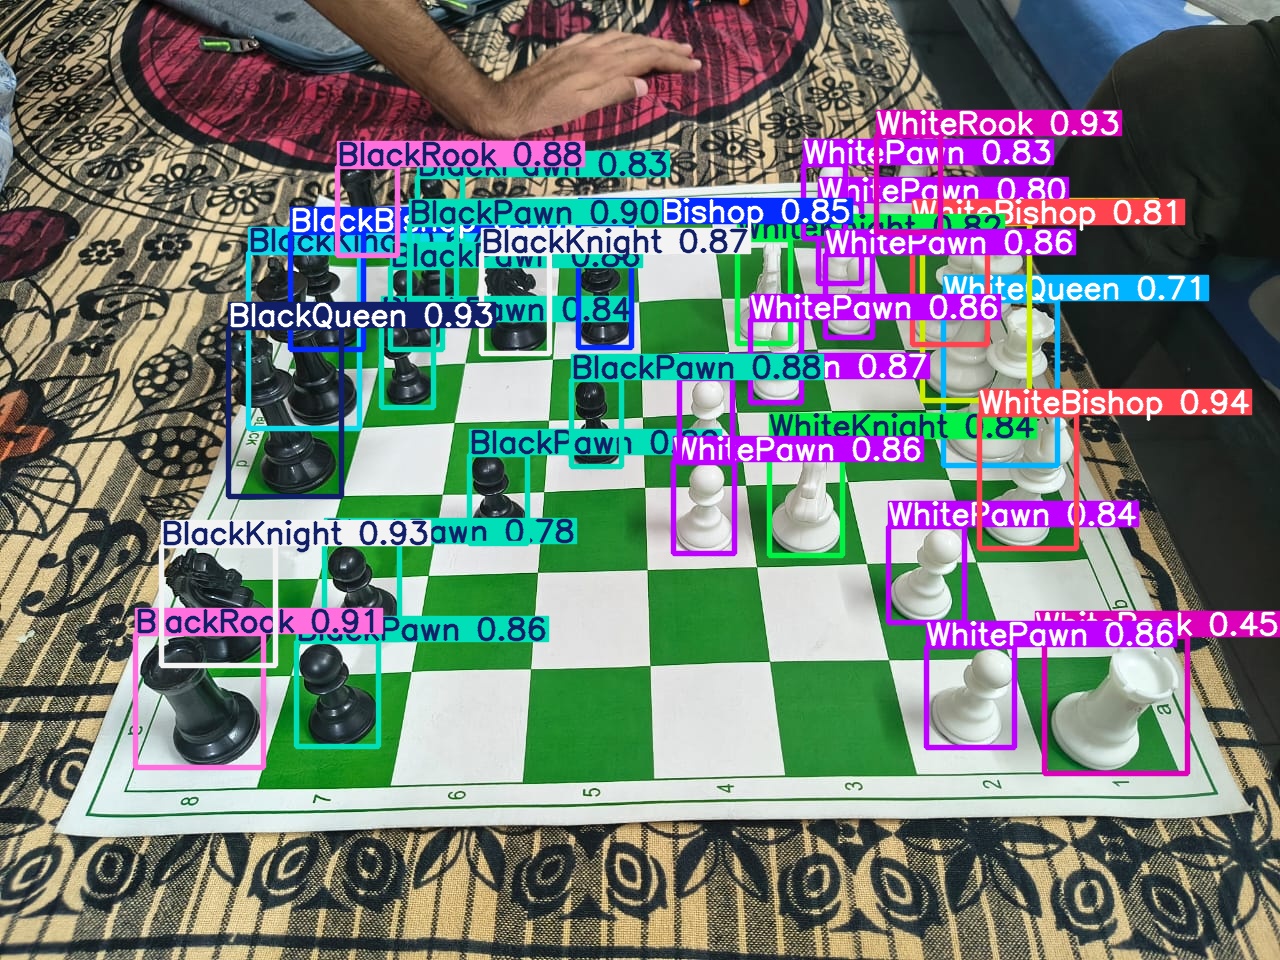 WhiteRook 0.93
BlackRook 0.88
0.83
WhitePawn 0.83
WhitePawn 0.80
BlackPawn 0.90
Bishop 0.85
WhiteBishop 0.81
BlackKnight 0.87
WhitePawn 0.86
WhiteQueen 0.71
BlackQueen 0.93
0.84
WhitePawn 0.86
BlackPawn 0.88
0.87
WhiteBishop 0.94
WhiteKnight 0.84
BlackPawn
WhitePawn 0.86
WhitePawn 0.84
BlackKnight 0.93
0.78
BlackRook 0.91
BlackPawn 0.86
WhitePawn 0.86
0.45
b
a
8 7 6 5 4 3 2 1